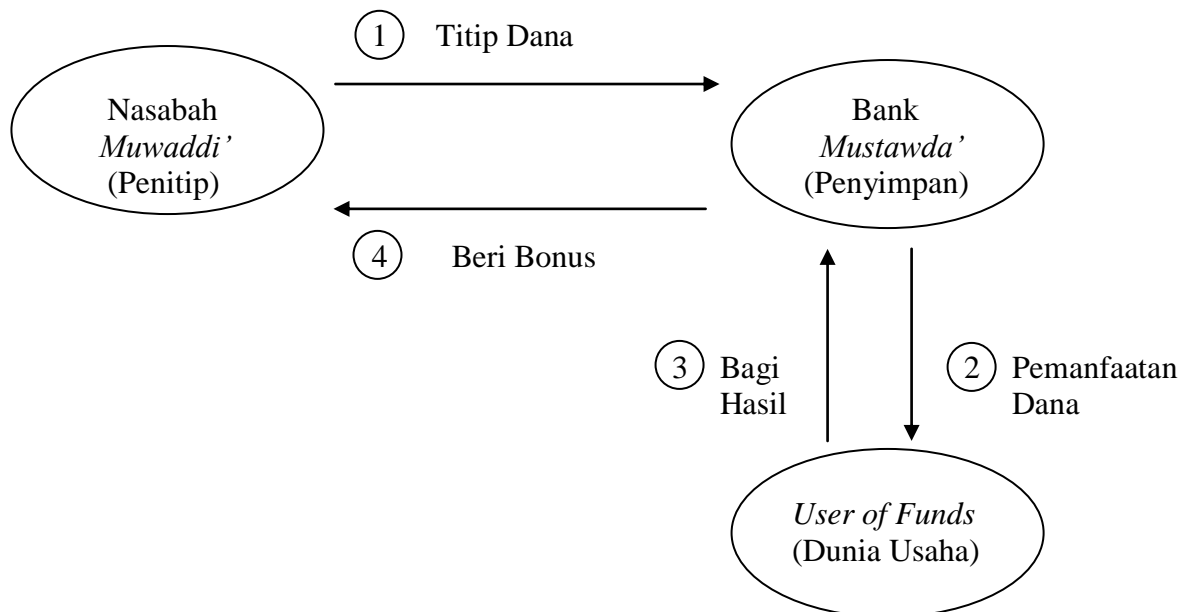 1 Titip Dana
Nasabah
Muwaddi’
(Penitip)
Bank
Mustawda’
(Penyimpan)
4 Beri Bonus
3 Bagi
Hasil
2 Pemanfaatan
Dana
User of Funds
(Dunia Usaha)